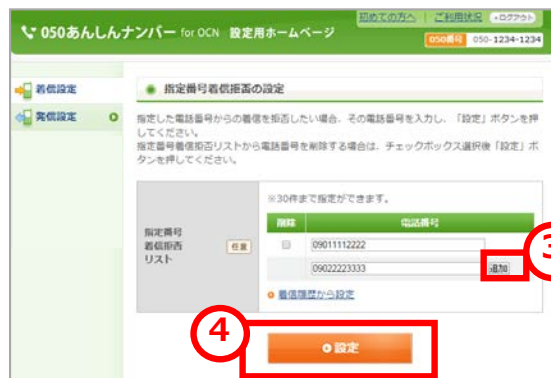 初めての方へ ご利用状況 ログアウト
050あんしんナンバー for OCN 設定用ホームページ
050番号 050-1234-1234
着信設定
発信設定
指定番号着信拒否の設定
指定した電話番号からの着信を拒否したい場合、その電話番号を入力し、「設定」ボタンを押
してください。
指定番号着信拒否リストから電話番号を削除する場合は、チェックボックス選択後「設定」ボ
タンを押してください。
※30件まで指定ができます。
指定番号
着信拒否
リスト
任意
削除 電話番号
09011112222
09022223333 追加
3
着信履歴から設定
4
設定